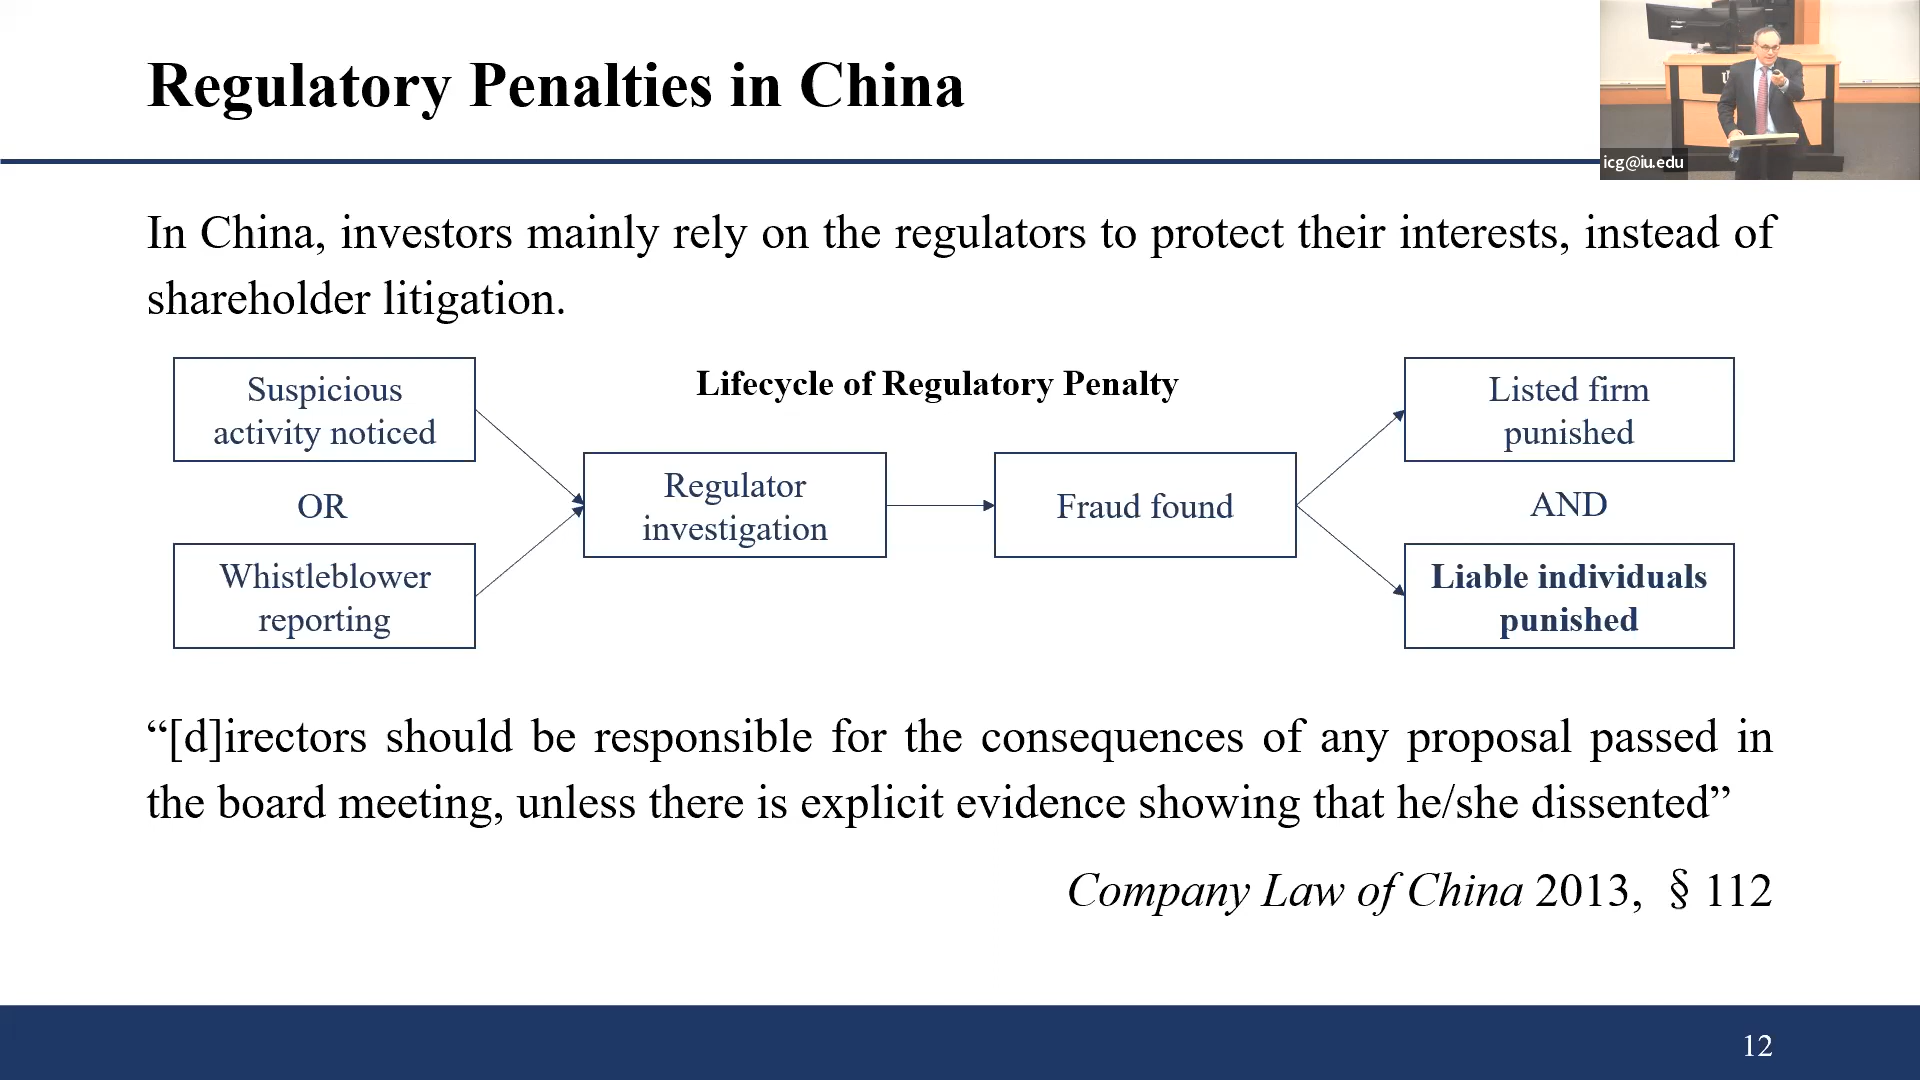 Regulatory Penalties in China
icg@iu.edu
In China, investors mainly rely on the regulators to protect their interests, instead of
shareholder litigation.
Lifecycle of Regulatory Penalty
Suspicious
activity noticed
OR
Whistleblower
reporting
Regulator
investigation
Fraud found
Listed firm
punished
AND
Liable individuals
punished
“[d]irectors should be responsible for the consequences of any proposal passed in
the board meeting, unless there is explicit evidence showing that he/she dissented”
Company Law of China 2013, §112
12